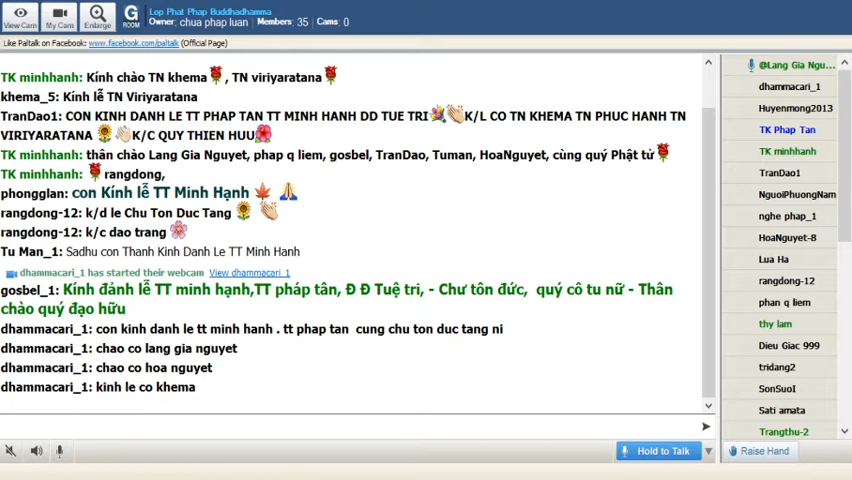 Lop Phat Phap Buddhadhamma
Owner: chua phap luan Members: 35 Cams: 0
View Cam My Cam Enlarge G ROOM
Like Paltalk on Facebook: www.facebook.com/paltalk (Official Page)
TK minhhanh: Kính chào TN khema, TN viriyaratana
khema_5: Kính lễ TN Viriyaratana
TranDao1: CON KINH DANH LE TT PHAP TAN TT MINH HANH DD TUE TRI K/L CO TN KHEMA TN PHUC HANH TN
VIRIYARATANA K/C QUY THIEN HUU
TK minhhanh: thân chào Lang Gia Nguyet, phap q liem, gosbel, TranDao, Tuman, HoaNguyet, cùng quý Phật tử
TK minhhanh: rangdong,
phongglan: con Kính lễ TT Minh Hạnh
rangdong-12: k/d le Chu Ton Duc Tang
rangdong-12: k/c dao trang
Tu Man_1: Sadhu con Thanh Kinh Danh Le TT Minh Hanh
dhammacari_1 has started their webcam View dhammacari_1
gosbel_1: Kính đảnh lễ TT minh hạnh,TT pháp tân, Đ Đ Tuệ tri, - Chư tôn đức, quý cô tu nữ - Thân
chào quý đạo hữu
dhammacari_1: con kinh danh le tt minh hanh . tt phap tan cung chu ton duc tang ni
dhammacari_1: chao co lang gia nguyet
dhammacari_1: chao co hoa nguyet
dhammacari_1: kinh le co khema
Hold to Talk
@Lang Gia Ngu...
dhammacari_1
Huyenmong2013
TK Phap Tan
TK minhhanh
TranDao1
NguoiPhuongNam
nghe phap_1
HoaNguyet-8
Lua Ha
rangdong-12
phan q liem
thy lam
Dieu Giac 999
tridang2
SonSuoI
Sati amata
Trangthu-2
Raise Hand